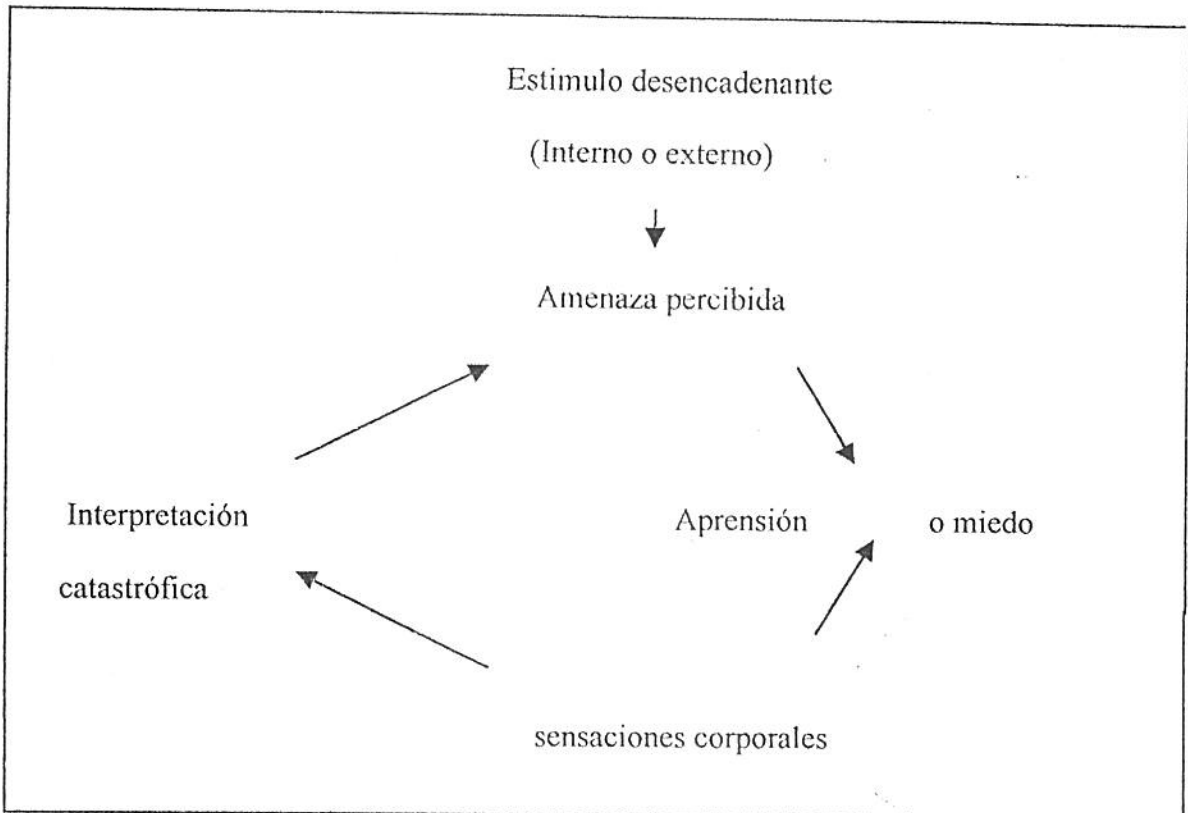 Estimulo desencadenante
(Interno o externo)
Amenaza percibida
Interpretación
catastrófica
Aprensión o miedo
sensaciones corporales